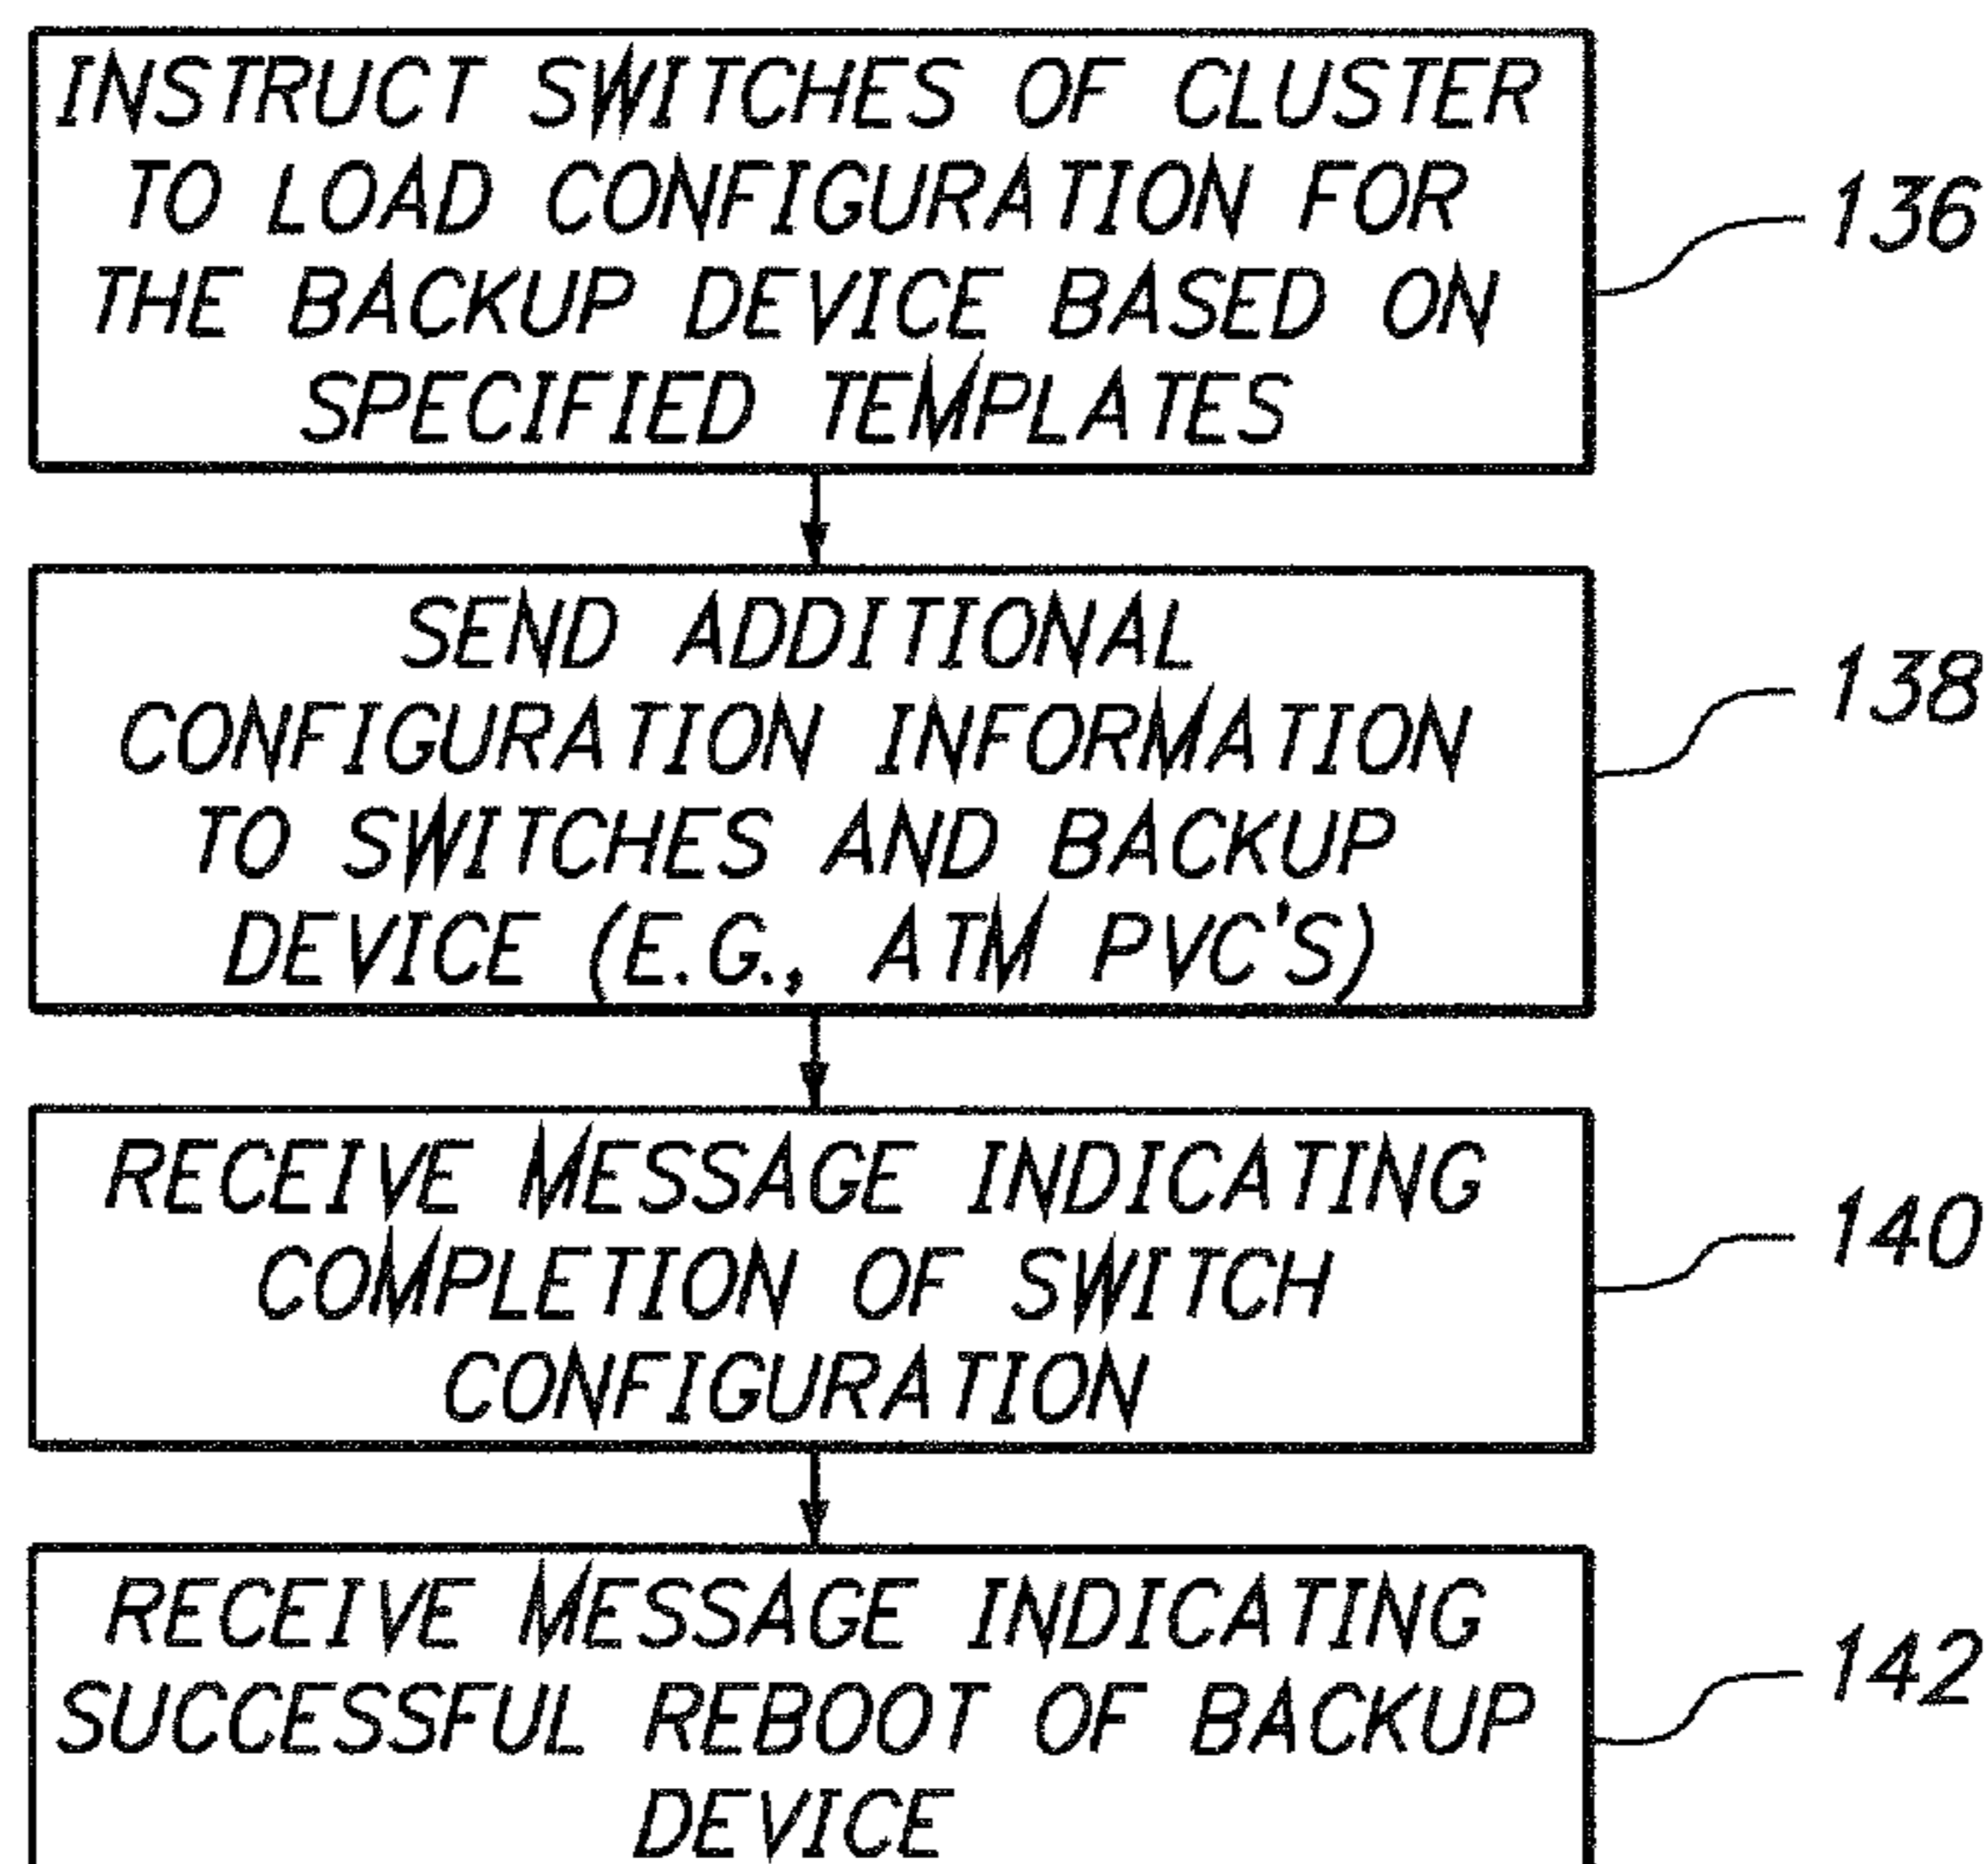 INSTRUCT SWITCHES OF CLUSTER
TO LOAD CONFIGURATION FOR
THE BACKUP DEVICE BASED ON
SPECIFIED TEMPLATES
136
SEND ADDITIONAL
CONFIGURATION INFORMATION
TO SWITCHES AND BACKUP
DEVICE (E.G., ATM PVC'S)
138
RECEIVE MESSAGE INDICATING
COMPLETION OF SWITCH
CONFIGURATION
140
RECEIVE MESSAGE INDICATING
SUCCESSFUL REBOOT OF BACKUP
DEVICE
142